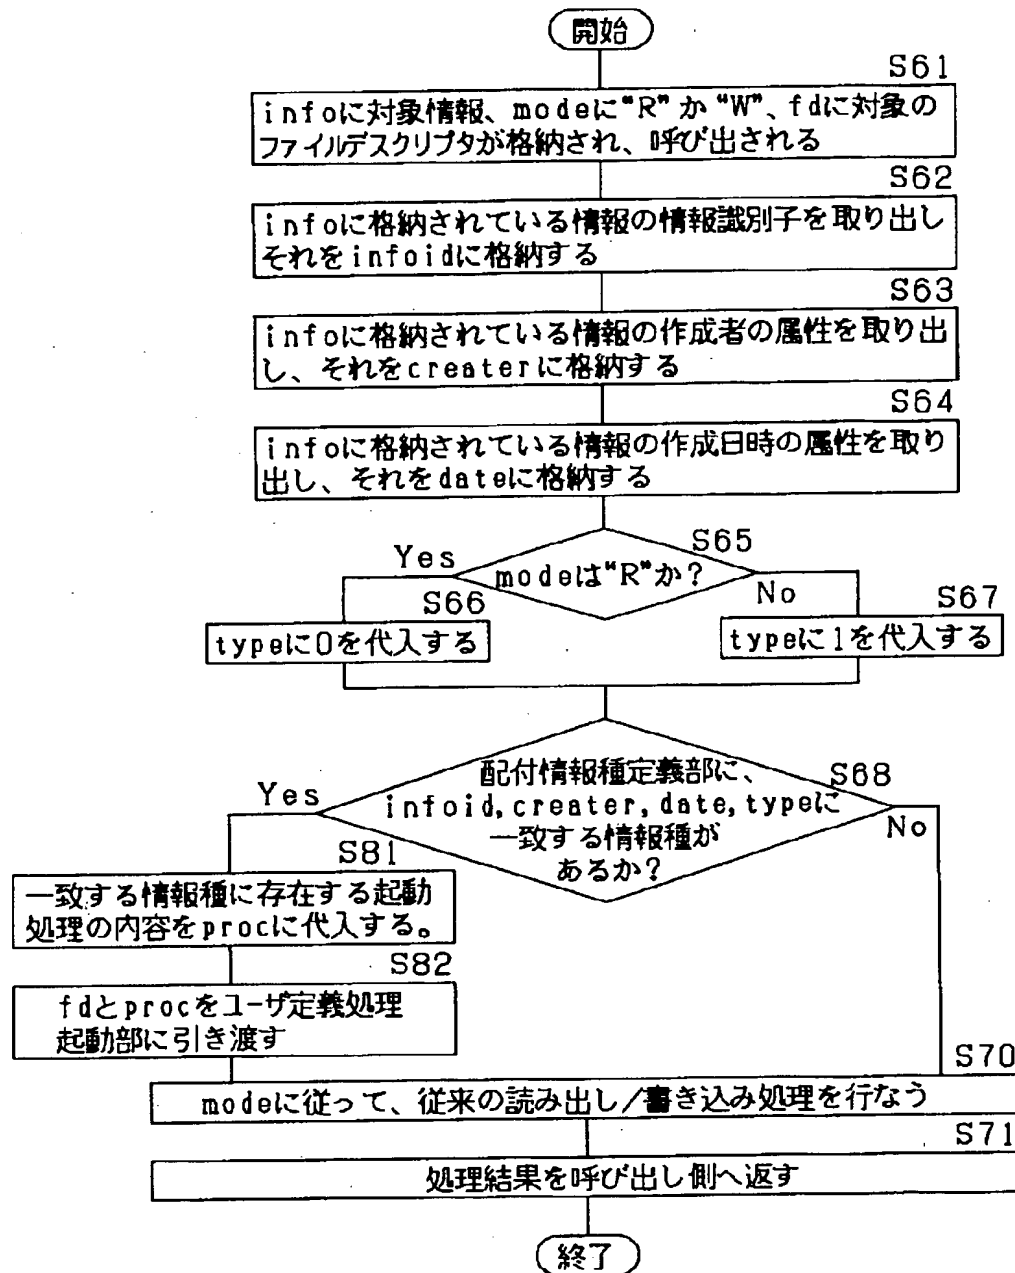 開始
S61
infoに対象情報、modeに“R”か“W”、fdに対象の
ファイルデスクリプタが格納され、呼び出される
S62
infoに格納されている情報の情報識別子を取り出し
それをinfoidに格納する
S63
infoに格納されている情報の作成者の属性を取り出
し、それをcreaterに格納する
S64
infoに格納されている情報の作成日時の属性を取り
出し、それをdateに格納する
S65
modeは“R”か？
Yes
No
S66
typeに0を代入する
S67
typeに1を代入する
S68
配付情報種定義部に、
infoid,creater,date,typeに
一致する情報種が
あるか？
Yes
No
S81
一致する情報種に存在する起動
処理の内容をprocに代入する。
S82
fdとprocをユーザ定義処理
起動部に引き渡す
S70
modeに従って、従来の読み出し／書き込み処理を行なう
S71
処理結果を呼び出し側へ返す
終了